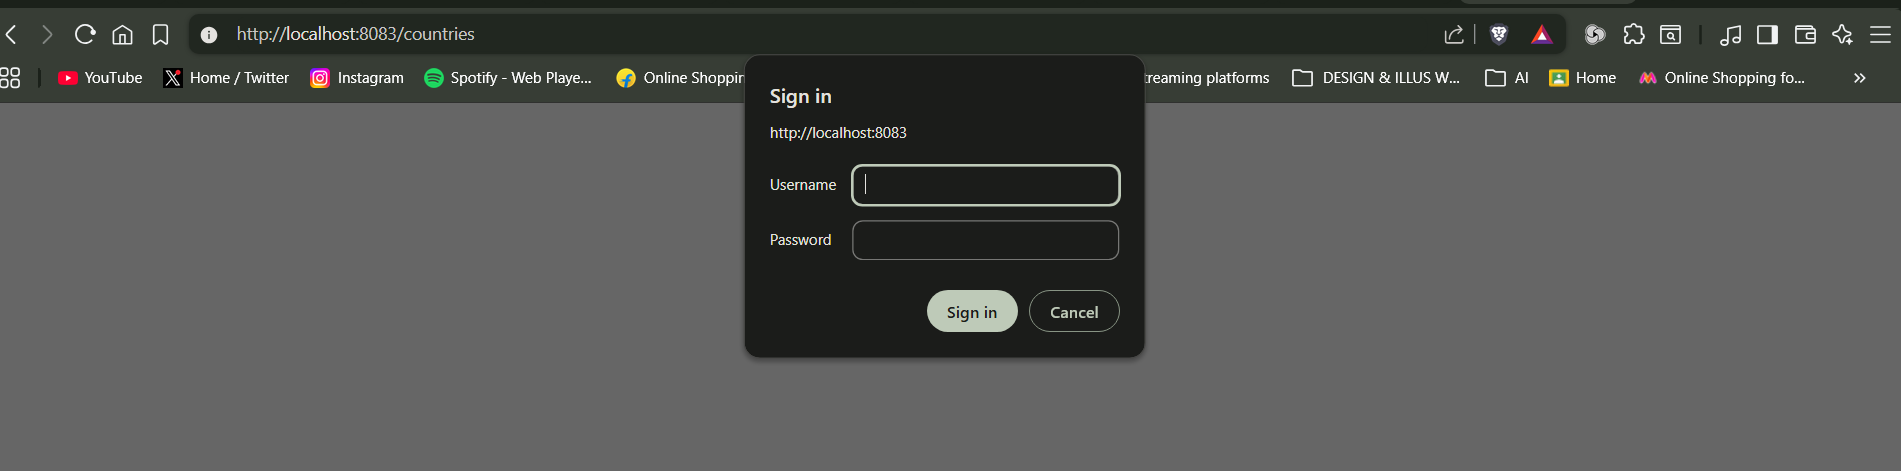 http://localhost:8083/countries
YouTube Home / Twitter Instagram Spotify - Web Playe... Online Shoppin treaming platforms DESIGN & ILLUS W... AI Home Online Shopping fo... »
Sign in
http://localhost:8083
Username
Password
Sign in Cancel